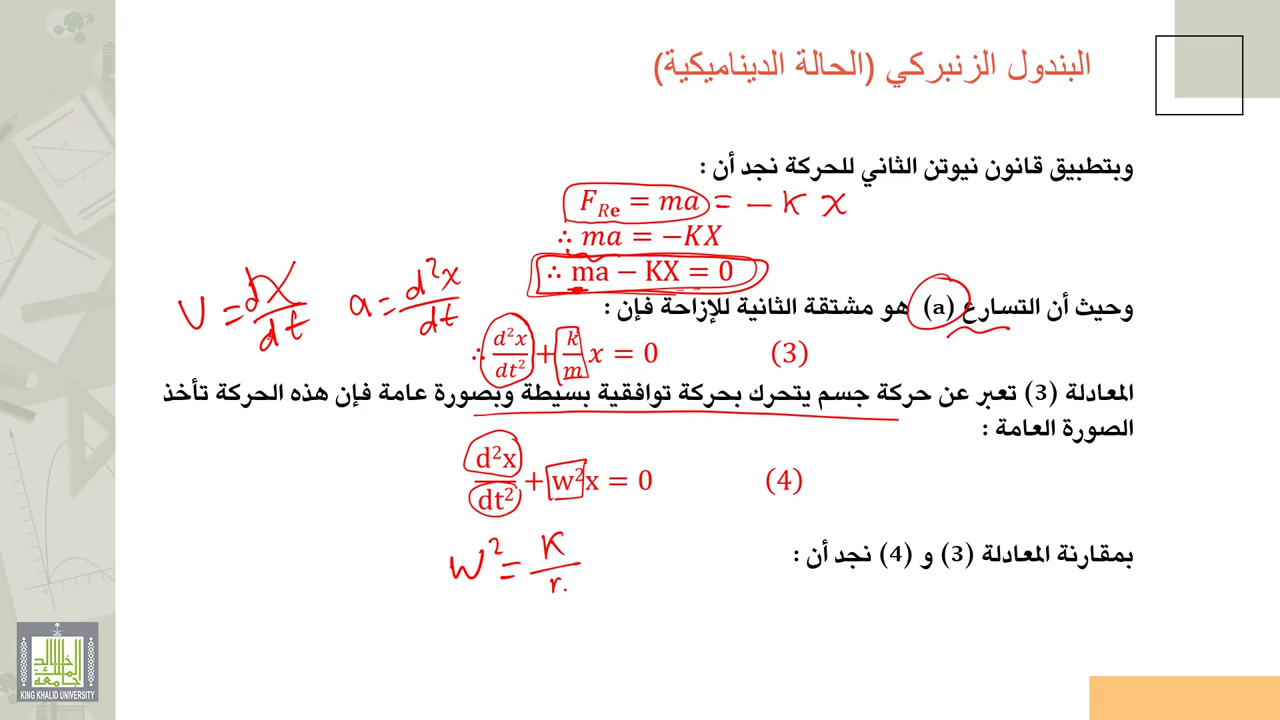 البندول الزنبركي (الحالة الديناميكية)
وبتطبيق قانون نيوتن الثاني للحركة نجد أن :
F_Re = ma = − K x
∴ ma = −KX
∴ ma − KX = 0
وحيث أن التسارع (a) هو مشتقة الثانية للإزاحة فإن :
V = dx/dt a = d²x/dt
∴ d²x/dt² + k/m x = 0 (3)
المعادلة (3) تعبر عن حركة جسم يتحرك بحركة توافقية بسيطة وبصورة عامة فإن هذه الحركة تأخذ
الصورة العامة :
d²x/dt² + w²x = 0 (4)
بمقارنة المعادلة (3) و (4) نجد أن :
W² = K/
جامعة الملك خالد
KING KHALID UNIVERSITY